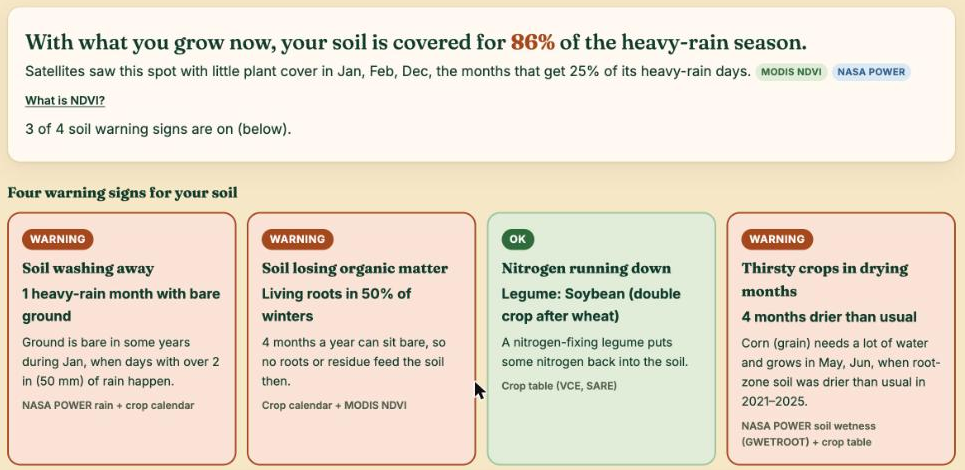 With what you grow now, your soil is covered for 86% of the heavy-rain season.
Satellites saw this spot with little plant cover in Jan, Feb, Dec, the months that get 25% of its heavy-rain days. MODIS NDVI NASA POWER
What is NDVI?
3 of 4 soil warning signs are on (below).
Four warning signs for your soil
WARNING
Soil washing away
1 heavy-rain month with bare
ground
Ground is bare in some years
during Jan, when days with over 2
in (50 mm) of rain happen.
NASA POWER rain + crop calendar
WARNING
Soil losing organic matter
Living roots in 50% of
winters
4 months a year can sit bare, so
no roots or residue feed the soil
then.
Crop calendar + MODIS NDVI
OK
Nitrogen running down
Legume: Soybean (double
crop after wheat)
A nitrogen-fixing legume puts
some nitrogen back into the soil.
Crop table (VCE, SARE)
WARNING
Thirsty crops in drying
months
4 months drier than usual
Corn (grain) needs a lot of water
and grows in May, Jun, when root-
zone soil was drier than usual in
2021–2025.
NASA POWER soil wetness
(GWETROOT) + crop table